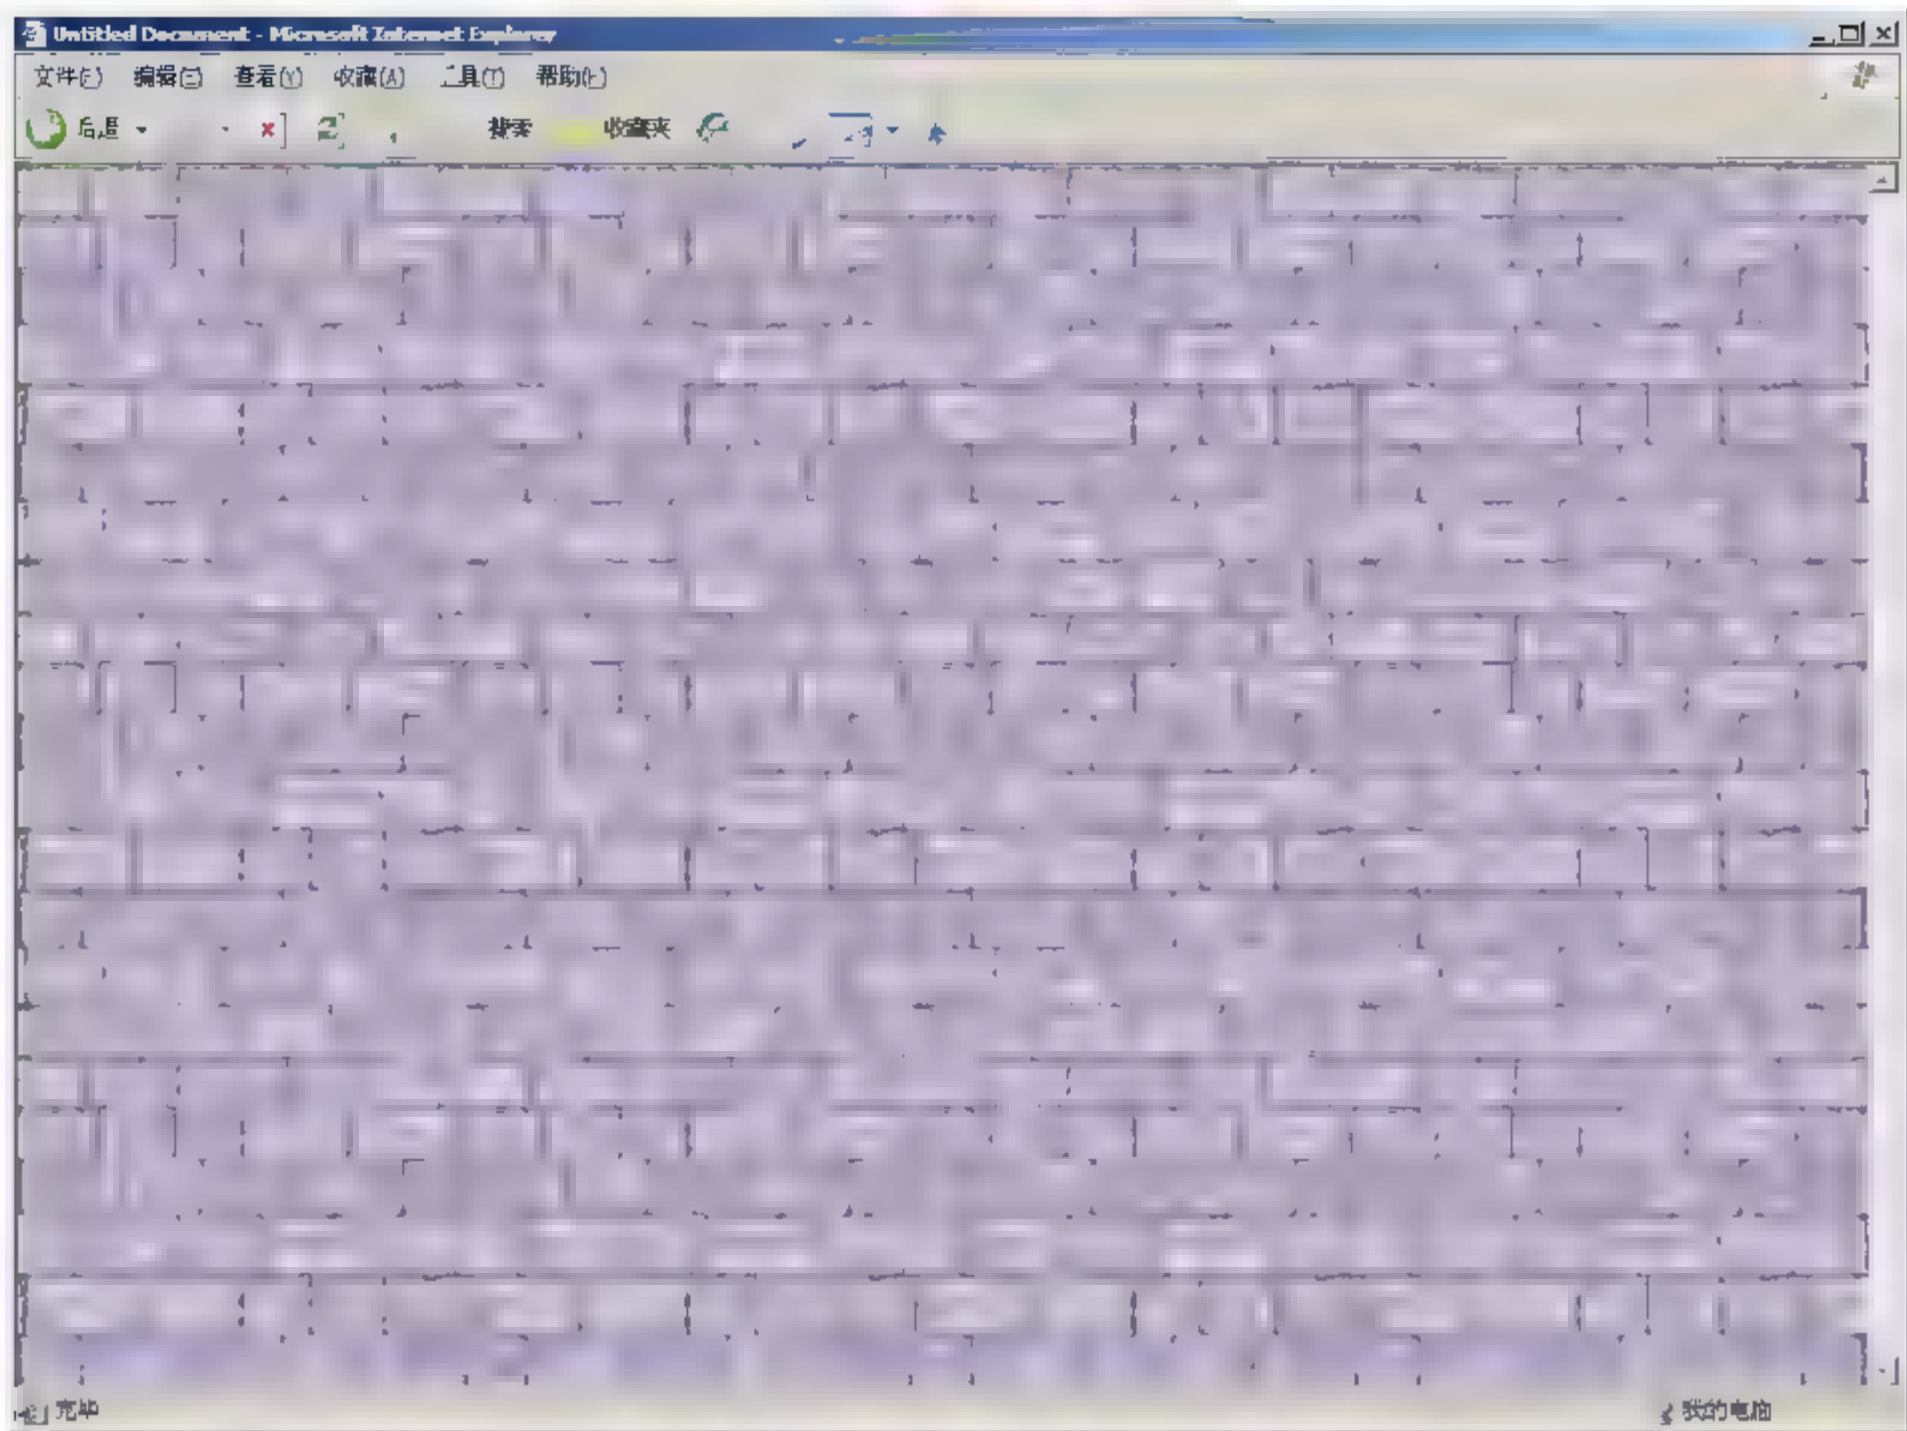 Untitled Document - Microsoft Internet Explorer
文件(F) 编辑(E) 查看(V) 收藏(A) 工具(T) 帮助(H)
后退 搜索 收藏夹
完毕 我的电脑